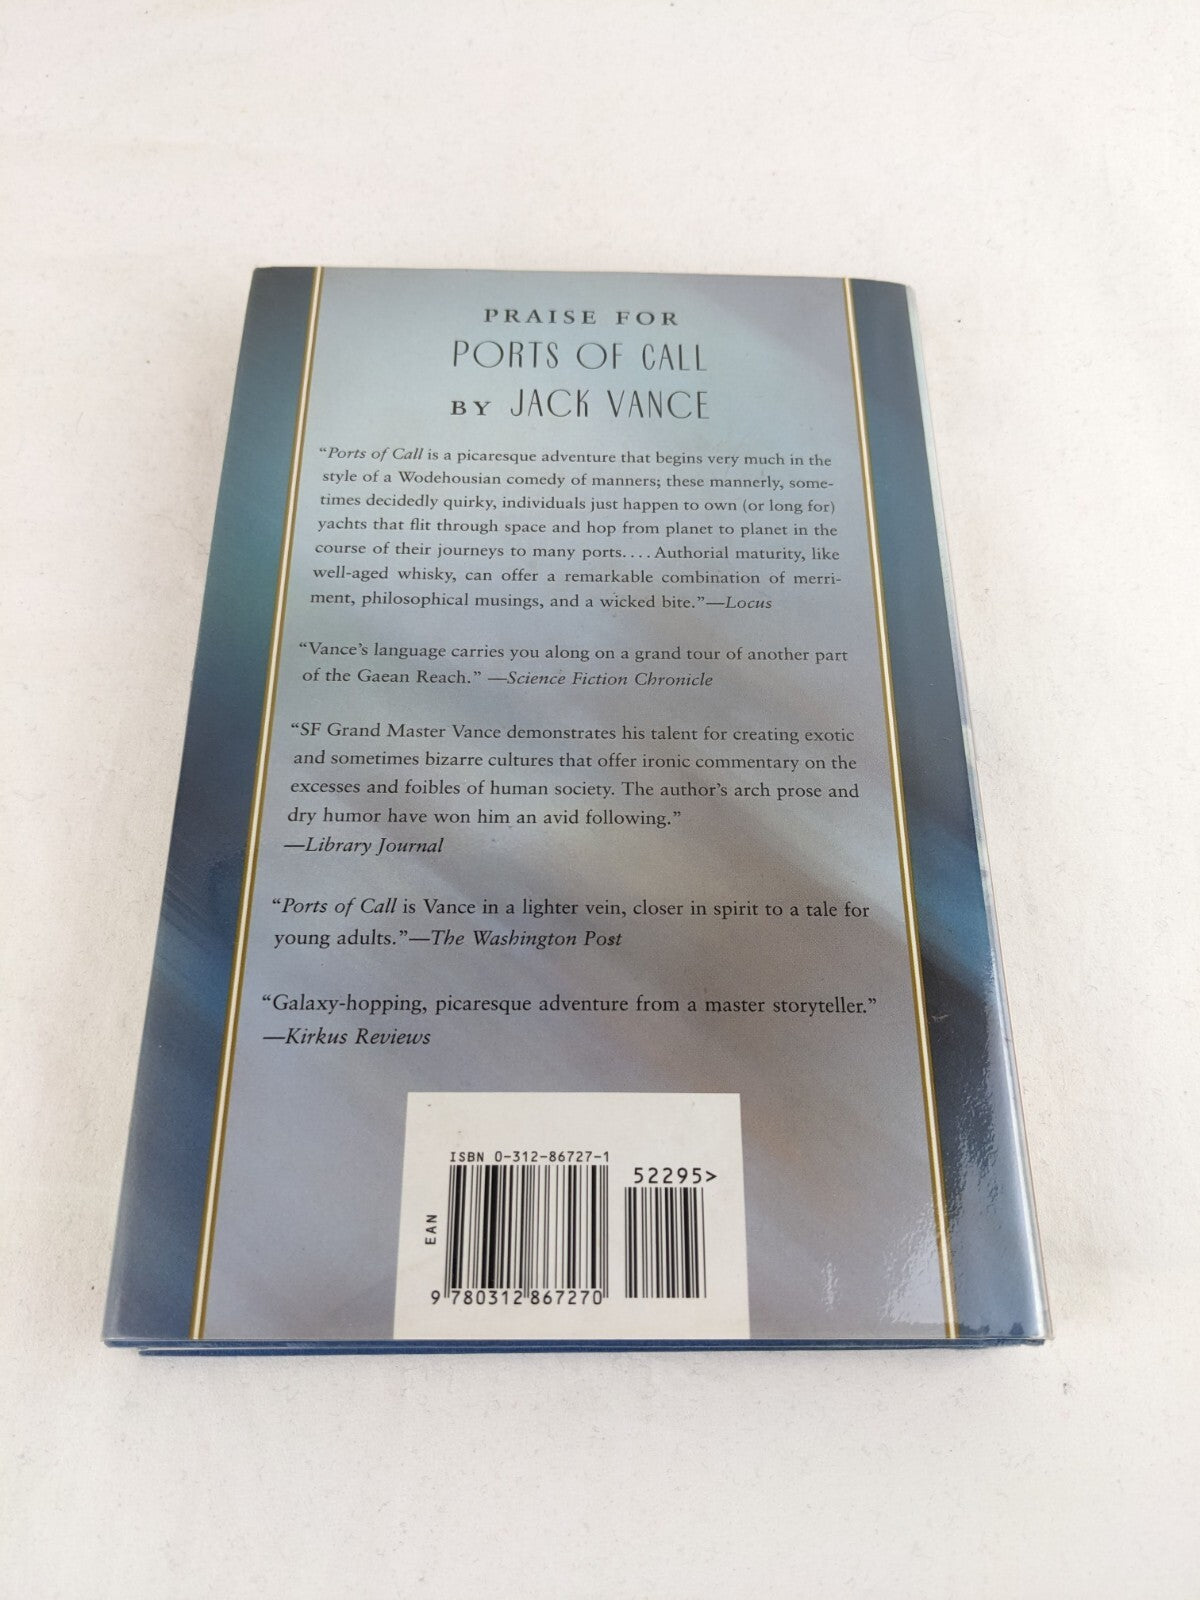 PRAISE FOR
PORTS OF CALL
BY JACK VANCE
“Ports of Call is a picaresque adventure that begins very much in the
style of a Wodehousian comedy of manners; these mannerly, some-
times decidedly quirky, individuals just happen to own (or long for)
yachts that flit through space and hop from planet to planet in the
course of their journeys to many ports.... Authorial maturity, like
well-aged whisky, can offer a remarkable combination of merri-
ment, philosophical musings, and a wicked bite.”—Locus
“Vance’s language carries you along on a grand tour of another part
of the Gaean Reach.” —Science Fiction Chronicle
“SF Grand Master Vance demonstrates his talent for creating exotic
and sometimes bizarre cultures that offer ironic commentary on the
excesses and foibles of human society. The author’s arch prose and
dry humor have won him an avid following.”
—Library Journal
“Ports of Call is Vance in a lighter vein, closer in spirit to a tale for
young adults.”—The Washington Post
“Galaxy-hopping, picaresque adventure from a master storyteller.”
—Kirkus Reviews
ISBN 0-312-86727-1
52295>
EAN
9 780312 867270